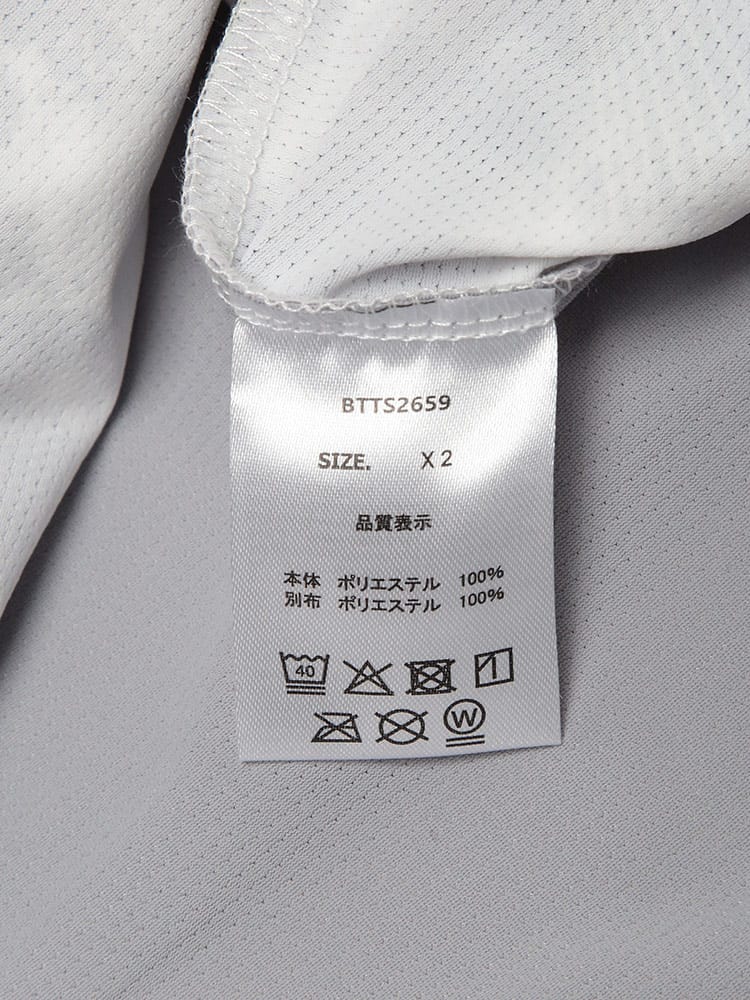 BTTS2659
SIZE. X2
品質表示
本体 ポリエステル 100%
別布 ポリエステル 100%
40
W